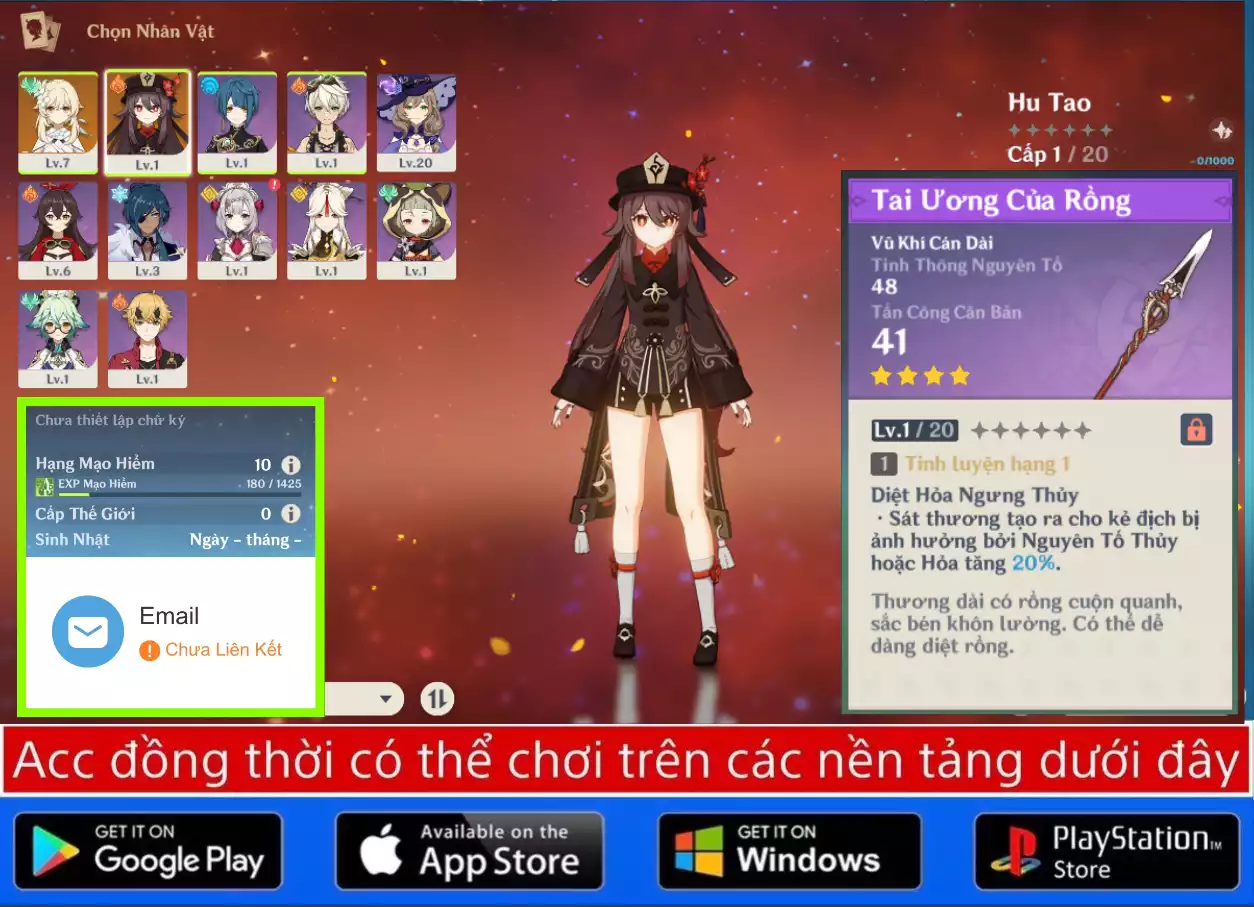 Chọn Nhân Vật
Lv.7
Lv.1
Lv.1
Lv.1
Lv.20
Lv.6
Lv.3
Lv.1
Lv.1
Lv.1
Lv.1
Lv.1
Hu Tao
Cấp 1 / 20
0/1000
Tai Ương Của Rồng
Vũ Khí Cán Dài
Tinh Thông Nguyên Tố
48
Tấn Công Căn Bản
41
Lv.1 / 20
1 Tinh luyện hạng 1
Diệt Hỏa Ngưng Thủy
· Sát thương tạo ra cho kẻ địch bị
ảnh hưởng bởi Nguyên Tố Thủy
hoặc Hỏa tăng 20%.
Thương dài có rồng cuộn quanh,
sắc bén khôn lường. Có thể dễ
dàng diệt rồng.
Chưa thiết lập chữ ký
Hạng Mạo Hiểm 10
EXP Mạo Hiểm 180 / 1425
Cấp Thế Giới 0
Sinh Nhật Ngày - tháng -
Email
Chưa Liên Kết
Acc đồng thời có thể chơi trên các nền tảng dưới đây
GET IT ON
Google Play
Available on the
App Store
GET IT ON
Windows
PlayStation™
Store